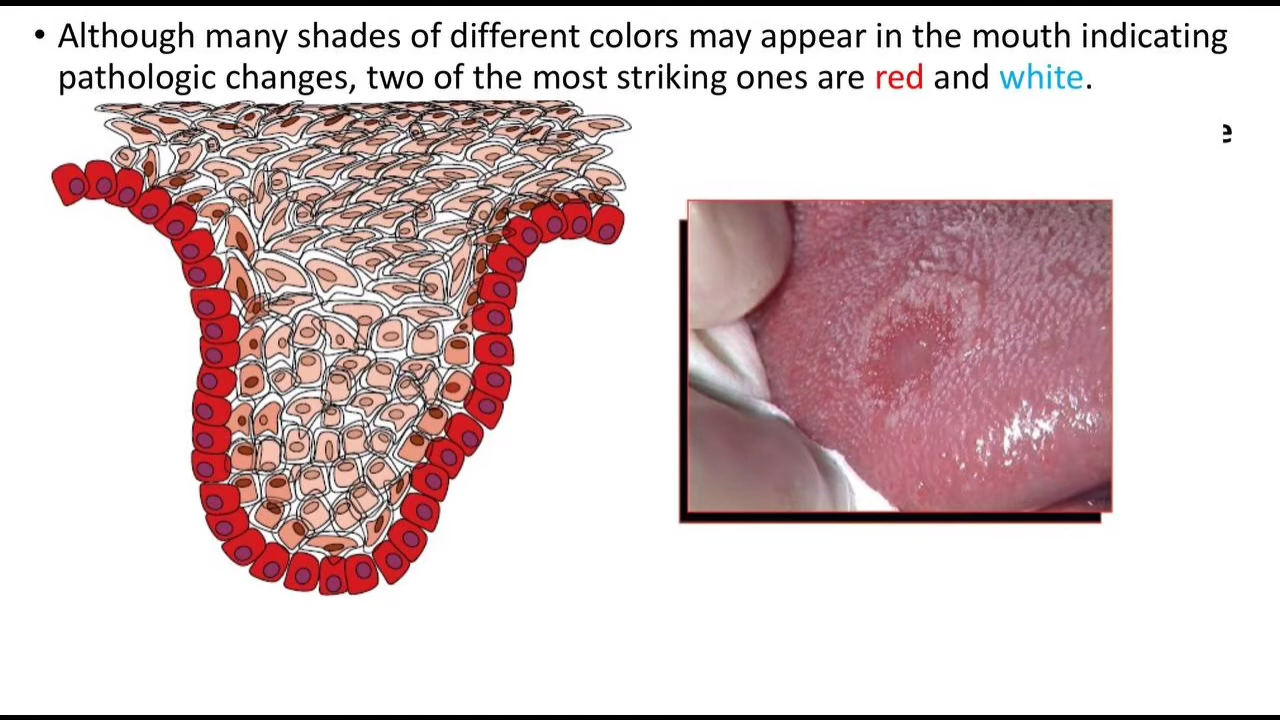 • Although many shades of different colors may appear in the mouth indicating
pathologic changes, two of the most striking ones are red and white.
e